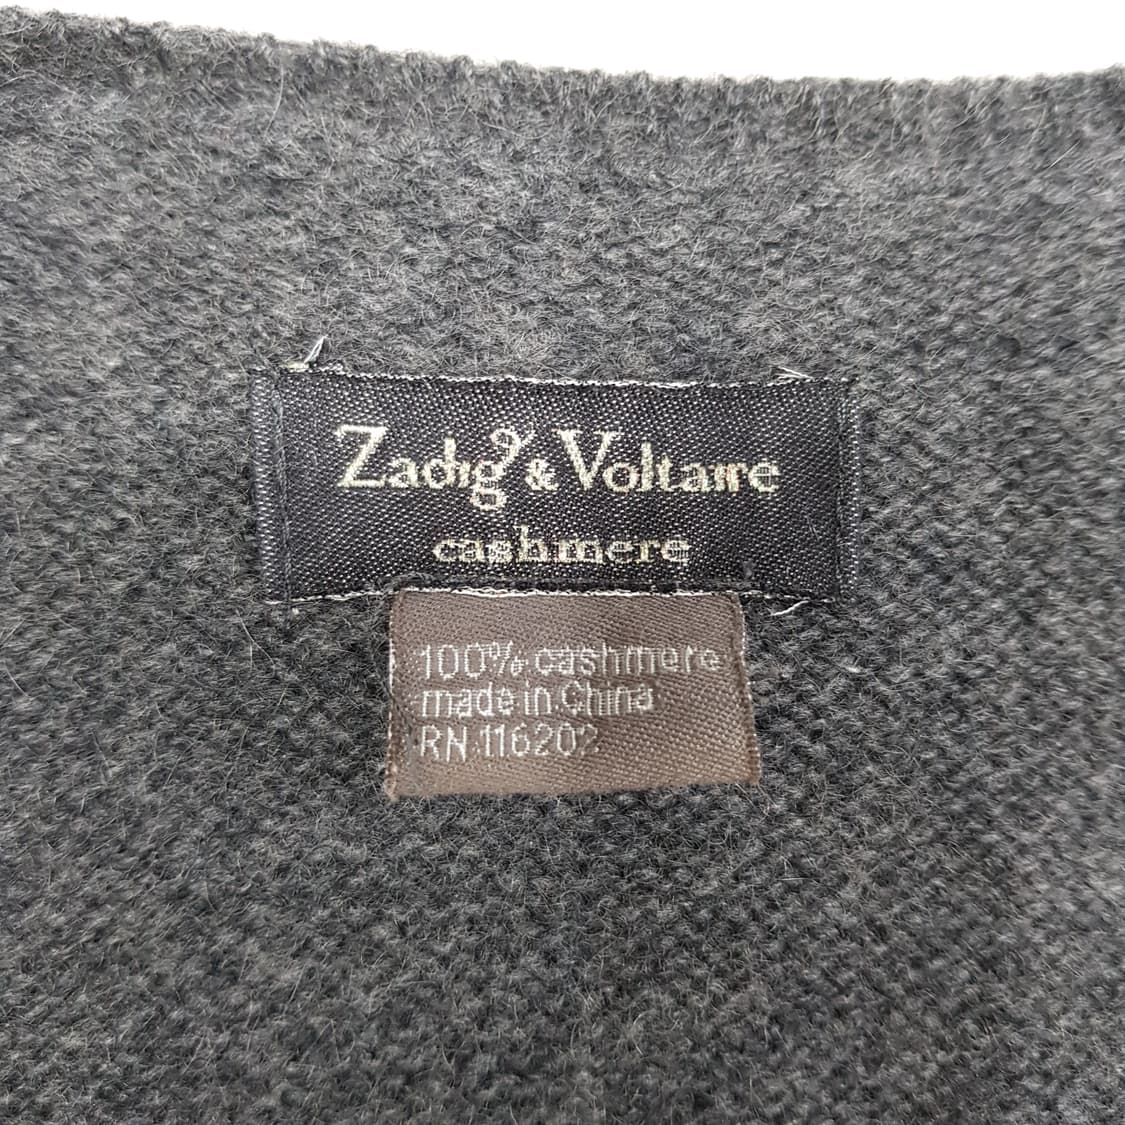 Zadig & Voltaire
cashmere
100% cashmere
made in China
RN 116202